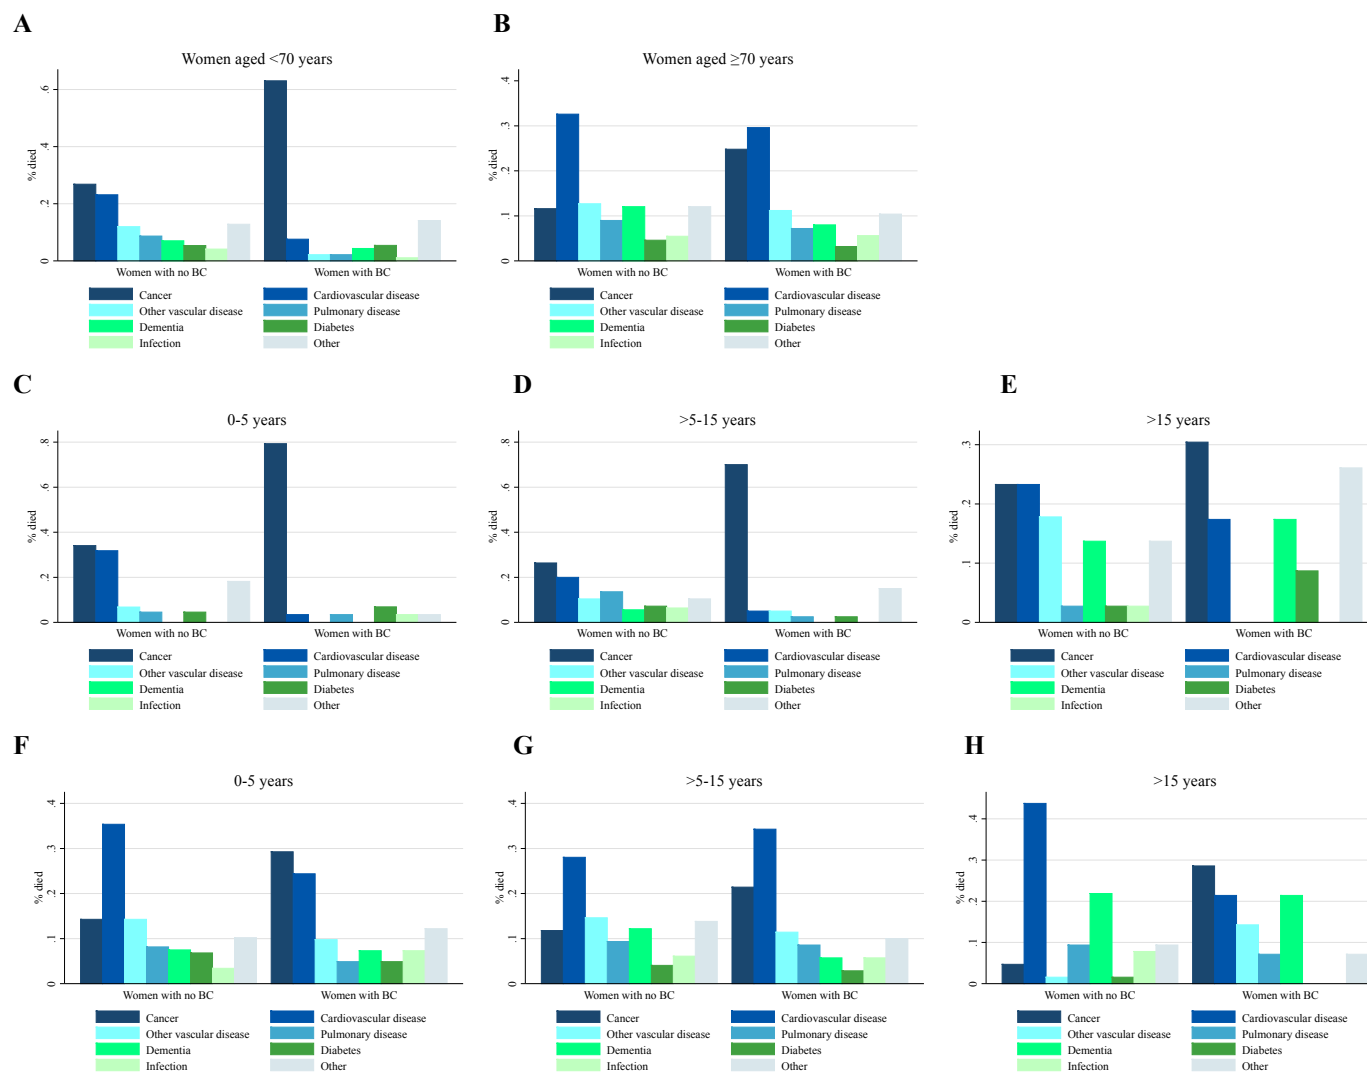 A
B
Women aged <70 years
Women aged ≥70 years
% died
0 .2 .4 .6
Women with no BC Women with BC
Cancer Cardiovascular disease
Other vascular disease Pulmonary disease
Dementia Diabetes
Infection Other
% died
0 .1 .2 .3 .4
Women with no BC Women with BC
Cancer Cardiovascular disease
Other vascular disease Pulmonary disease
Dementia Diabetes
Infection Other
C
D
E
0-5 years
>5-15 years
>15 years
% died
0 .2 .4 .6 .8
Women with no BC Women with BC
Cancer Cardiovascular disease
Other vascular disease Pulmonary disease
Dementia Diabetes
Infection Other
% died
0 .2 .4 .6 .8
Women with no BC Women with BC
Cancer Cardiovascular disease
Other vascular disease Pulmonary disease
Dementia Diabetes
Infection Other
% died
0 .1 .2 .3
Women with no BC Women with BC
Cancer Cardiovascular disease
Other vascular disease Pulmonary disease
Dementia Diabetes
Infection Other
F
G
H
0-5 years
>5-15 years
>15 years
% died
0 .1 .2 .3 .4
Women with no BC Women with BC
Cancer Cardiovascular disease
Other vascular disease Pulmonary disease
Dementia Diabetes
Infection Other
% died
0 .1 .2 .3 .4
Women with no BC Women with BC
Cancer Cardiovascular disease
Other vascular disease Pulmonary disease
Dementia Diabetes
Infection Other
% died
0 .1 .2 .3 .4
Women with no BC Women with BC
Cancer Cardiovascular disease
Other vascular disease Pulmonary disease
Dementia Diabetes
Infection Other